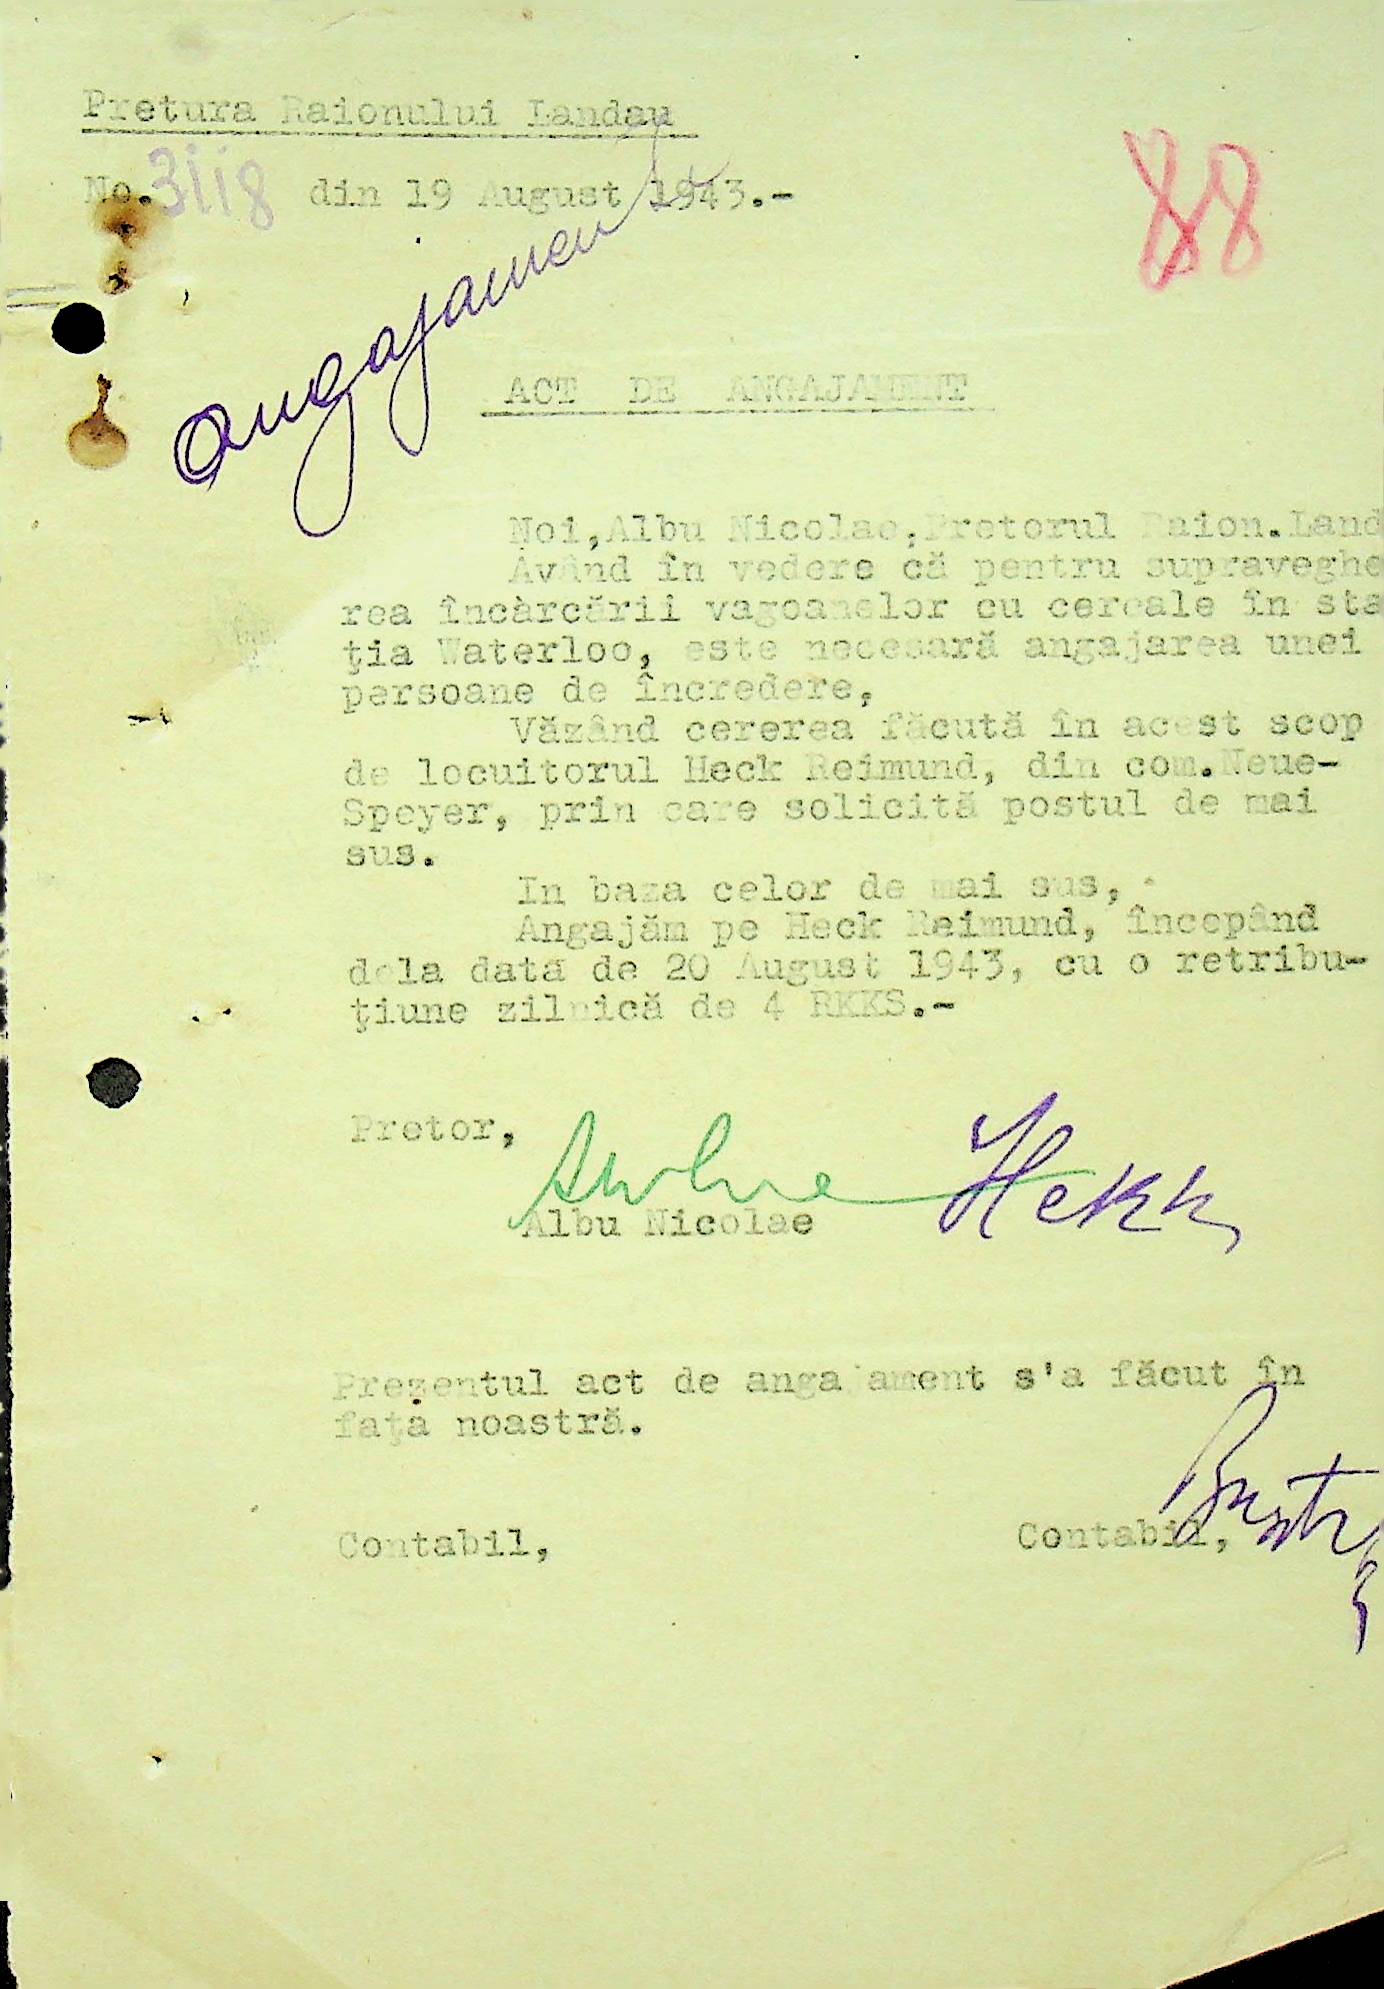 Pretura Raionului Landau
No. 3118 din 19 August 1943.-
88
angajament
ACT DE ANGAJAMENT
Noi,Albu Nicolae,Pretorul Raion.Land
Având în vedere că pentru supraveghe
rea încărcării vagoanelor cu cereale în sta
ţia Waterloo, este necesară angajarea unei
persoane de încredere,
Văzând cererea făcută în acest scop
de locuitorul Heck Reimund, din com.Neue-
Speyer, prin care solicită postul de mai
sus.
In baza celor de mai sus,
Angajăm pe Heck Reimund, începând
dela data de 20 August 1943, cu o retribu-
ţiune zilnică de 4 RKKS.-
Pretor,
Hekk
Albu Nicolae
Prezentul act de angajament s'a făcut în
faţa noastră.
Contabil,
Contabil,